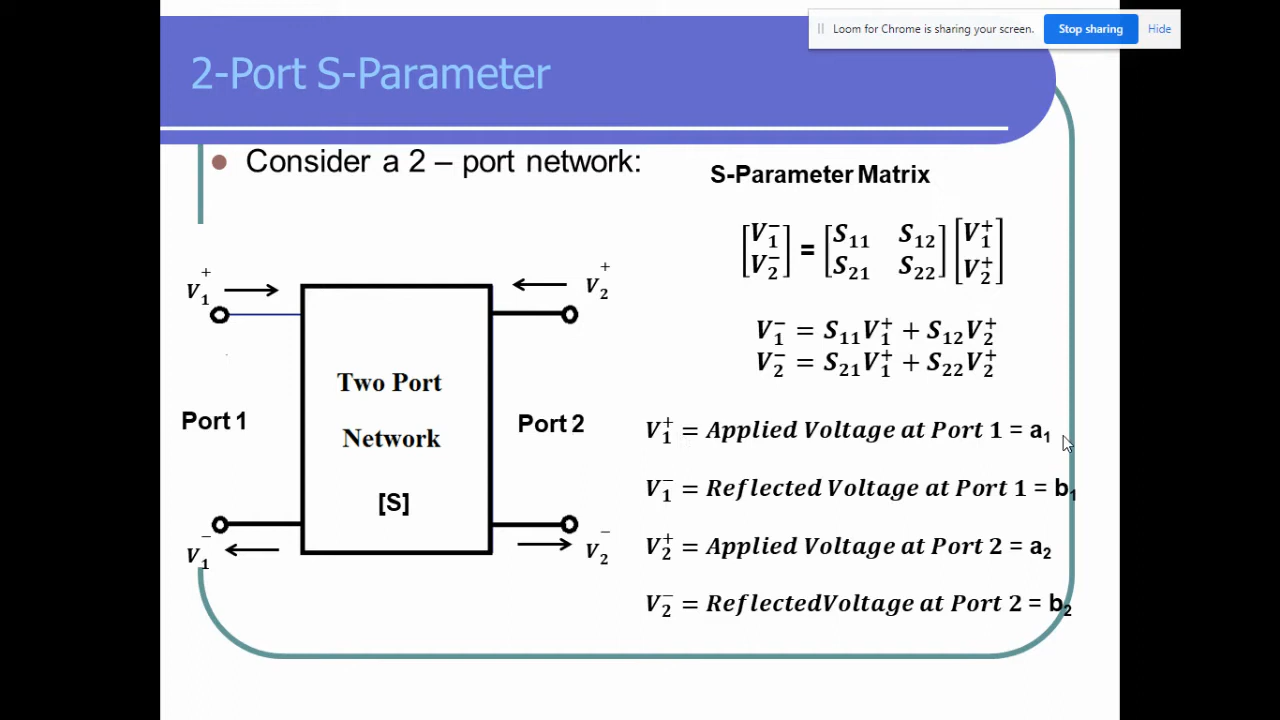 Loom for Chrome is sharing your screen. Stop sharing Hide
2-Port S-Parameter
Consider a 2 – port network:
S-Parameter Matrix
[V₁⁻ V₂⁻] = [S₁₁ S₁₂ S₂₁ S₂₂] [V₁⁺ V₂⁺]
V₁⁻ = S₁₁V₁⁺ + S₁₂V₂⁺
V₂⁻ = S₂₁V₁⁺ + S₂₂V₂⁺
V₁⁺
V₂⁺
Two Port
Network
[S]
Port 1
Port 2
V₁⁻
V₂⁻
V₁⁺ = Applied Voltage at Port 1 = a₁
V₁⁻ = Reflected Voltage at Port 1 = b₁
V₂⁺ = Applied Voltage at Port 2 = a₂
V₂⁻ = ReflectedVoltage at Port 2 = b₂